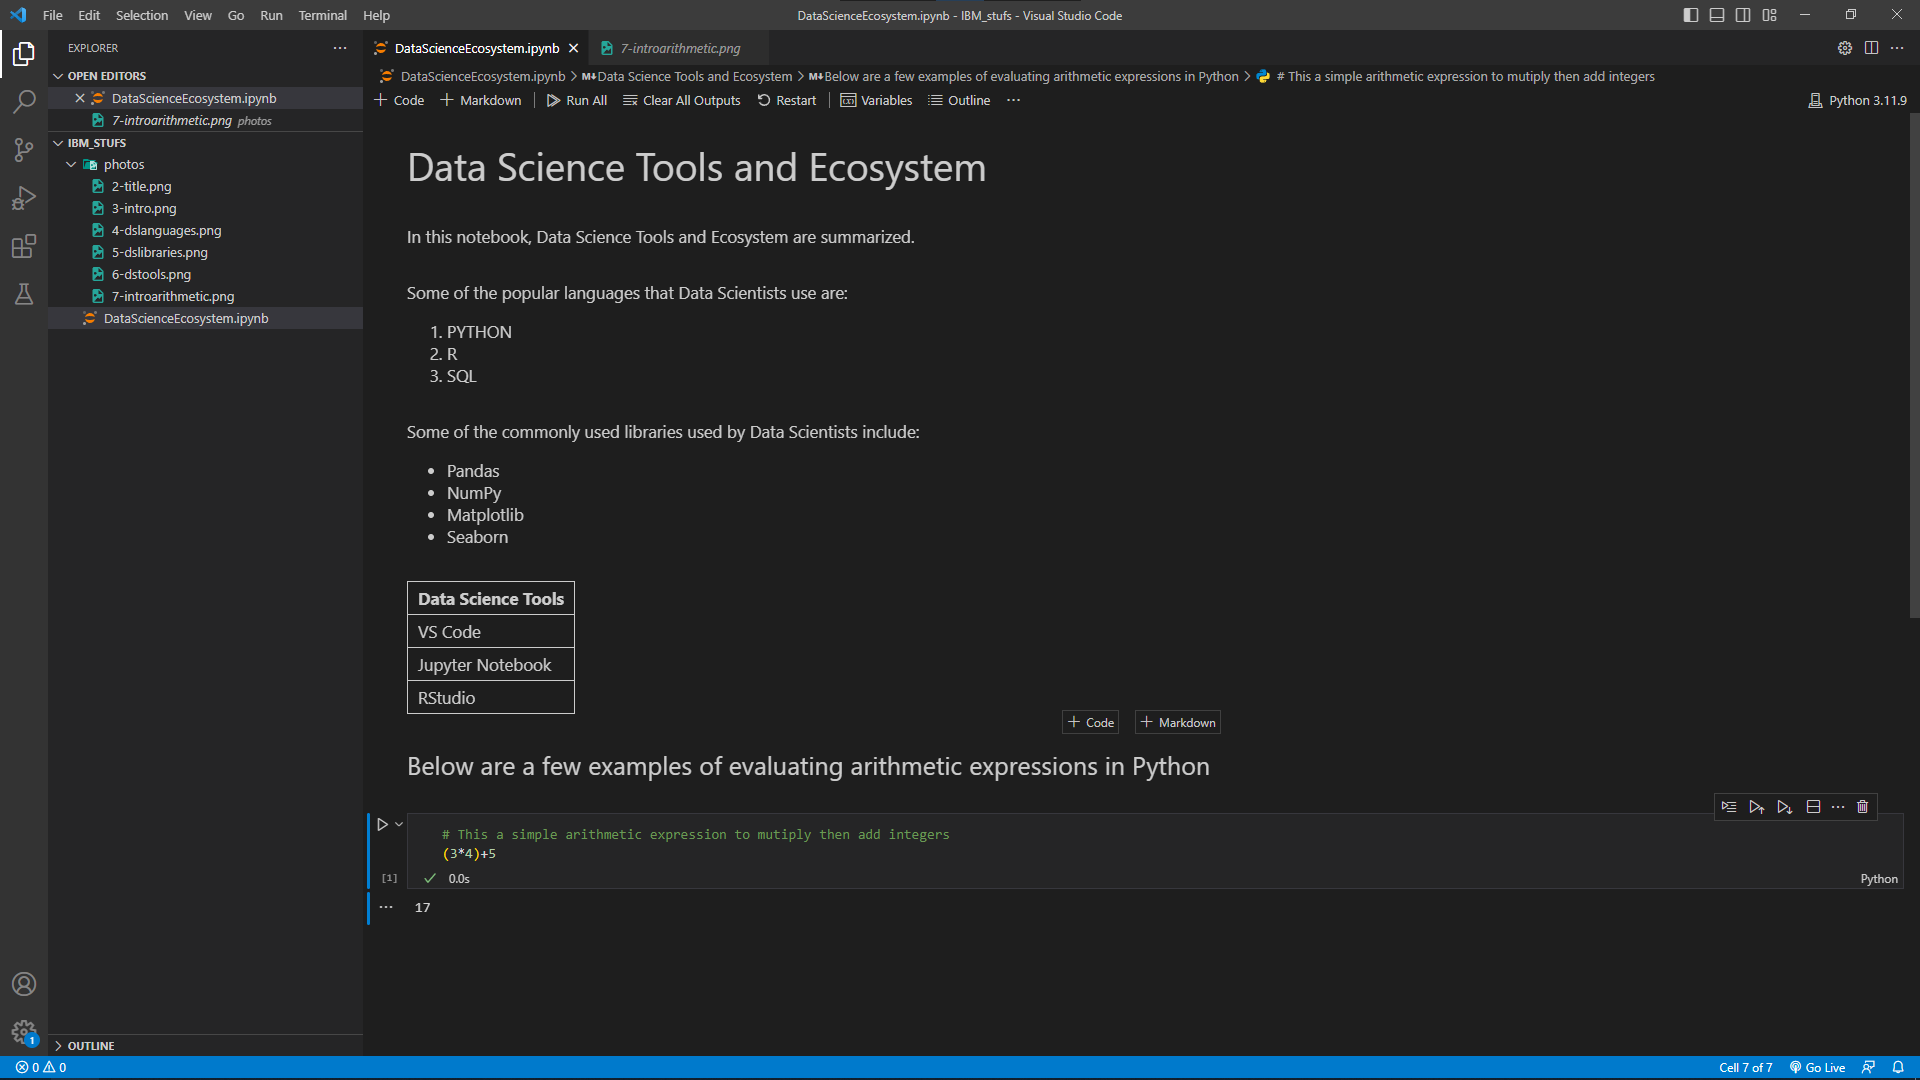 File Edit Selection View Go Run Terminal Help
DataScienceEcosystem.ipynb - IBM_stufs - Visual Studio Code
EXPLORER
OPEN EDITORS
DataScienceEcosystem.ipynb
7-introarithmetic.png photos
IBM_STUFS
photos
2-title.png
3-intro.png
4-dslanguages.png
5-dslibraries.png
6-dstools.png
7-introarithmetic.png
DataScienceEcosystem.ipynb
OUTLINE
DataScienceEcosystem.ipynb 7-introarithmetic.png
DataScienceEcosystem.ipynb > M↓Data Science Tools and Ecosystem > M↓Below are a few examples of evaluating arithmetic expressions in Python > # This a simple arithmetic expression to mutiply then add integers
+ Code + Markdown | Run All Clear All Outputs Restart | Variables Outline ··· Python 3.11.9
Data Science Tools and Ecosystem
In this notebook, Data Science Tools and Ecosystem are summarized.
Some of the popular languages that Data Scientists use are:
1. PYTHON
2. R
3. SQL
Some of the commonly used libraries used by Data Scientists include:
• Pandas
• NumPy
• Matplotlib
• Seaborn
Data Science Tools
VS Code
Jupyter Notebook
RStudio
+ Code + Markdown
Below are a few examples of evaluating arithmetic expressions in Python
# This a simple arithmetic expression to mutiply then add integers
(3*4)+5
[1] 0.0s Python
17
1
0 0 Cell 7 of 7 Go Live